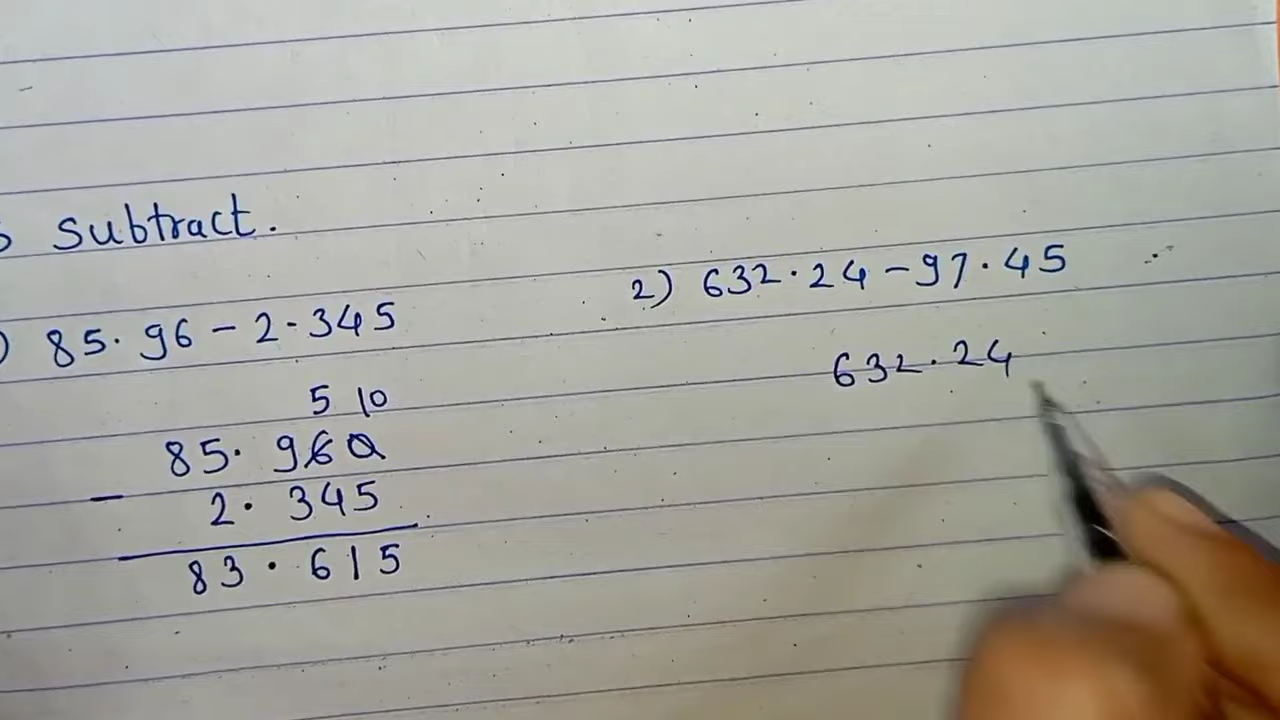 Subtract.
85.96 - 2.345
5 10
85.960
- 2.345
83.615
2) 632.24 - 97.45
632.24